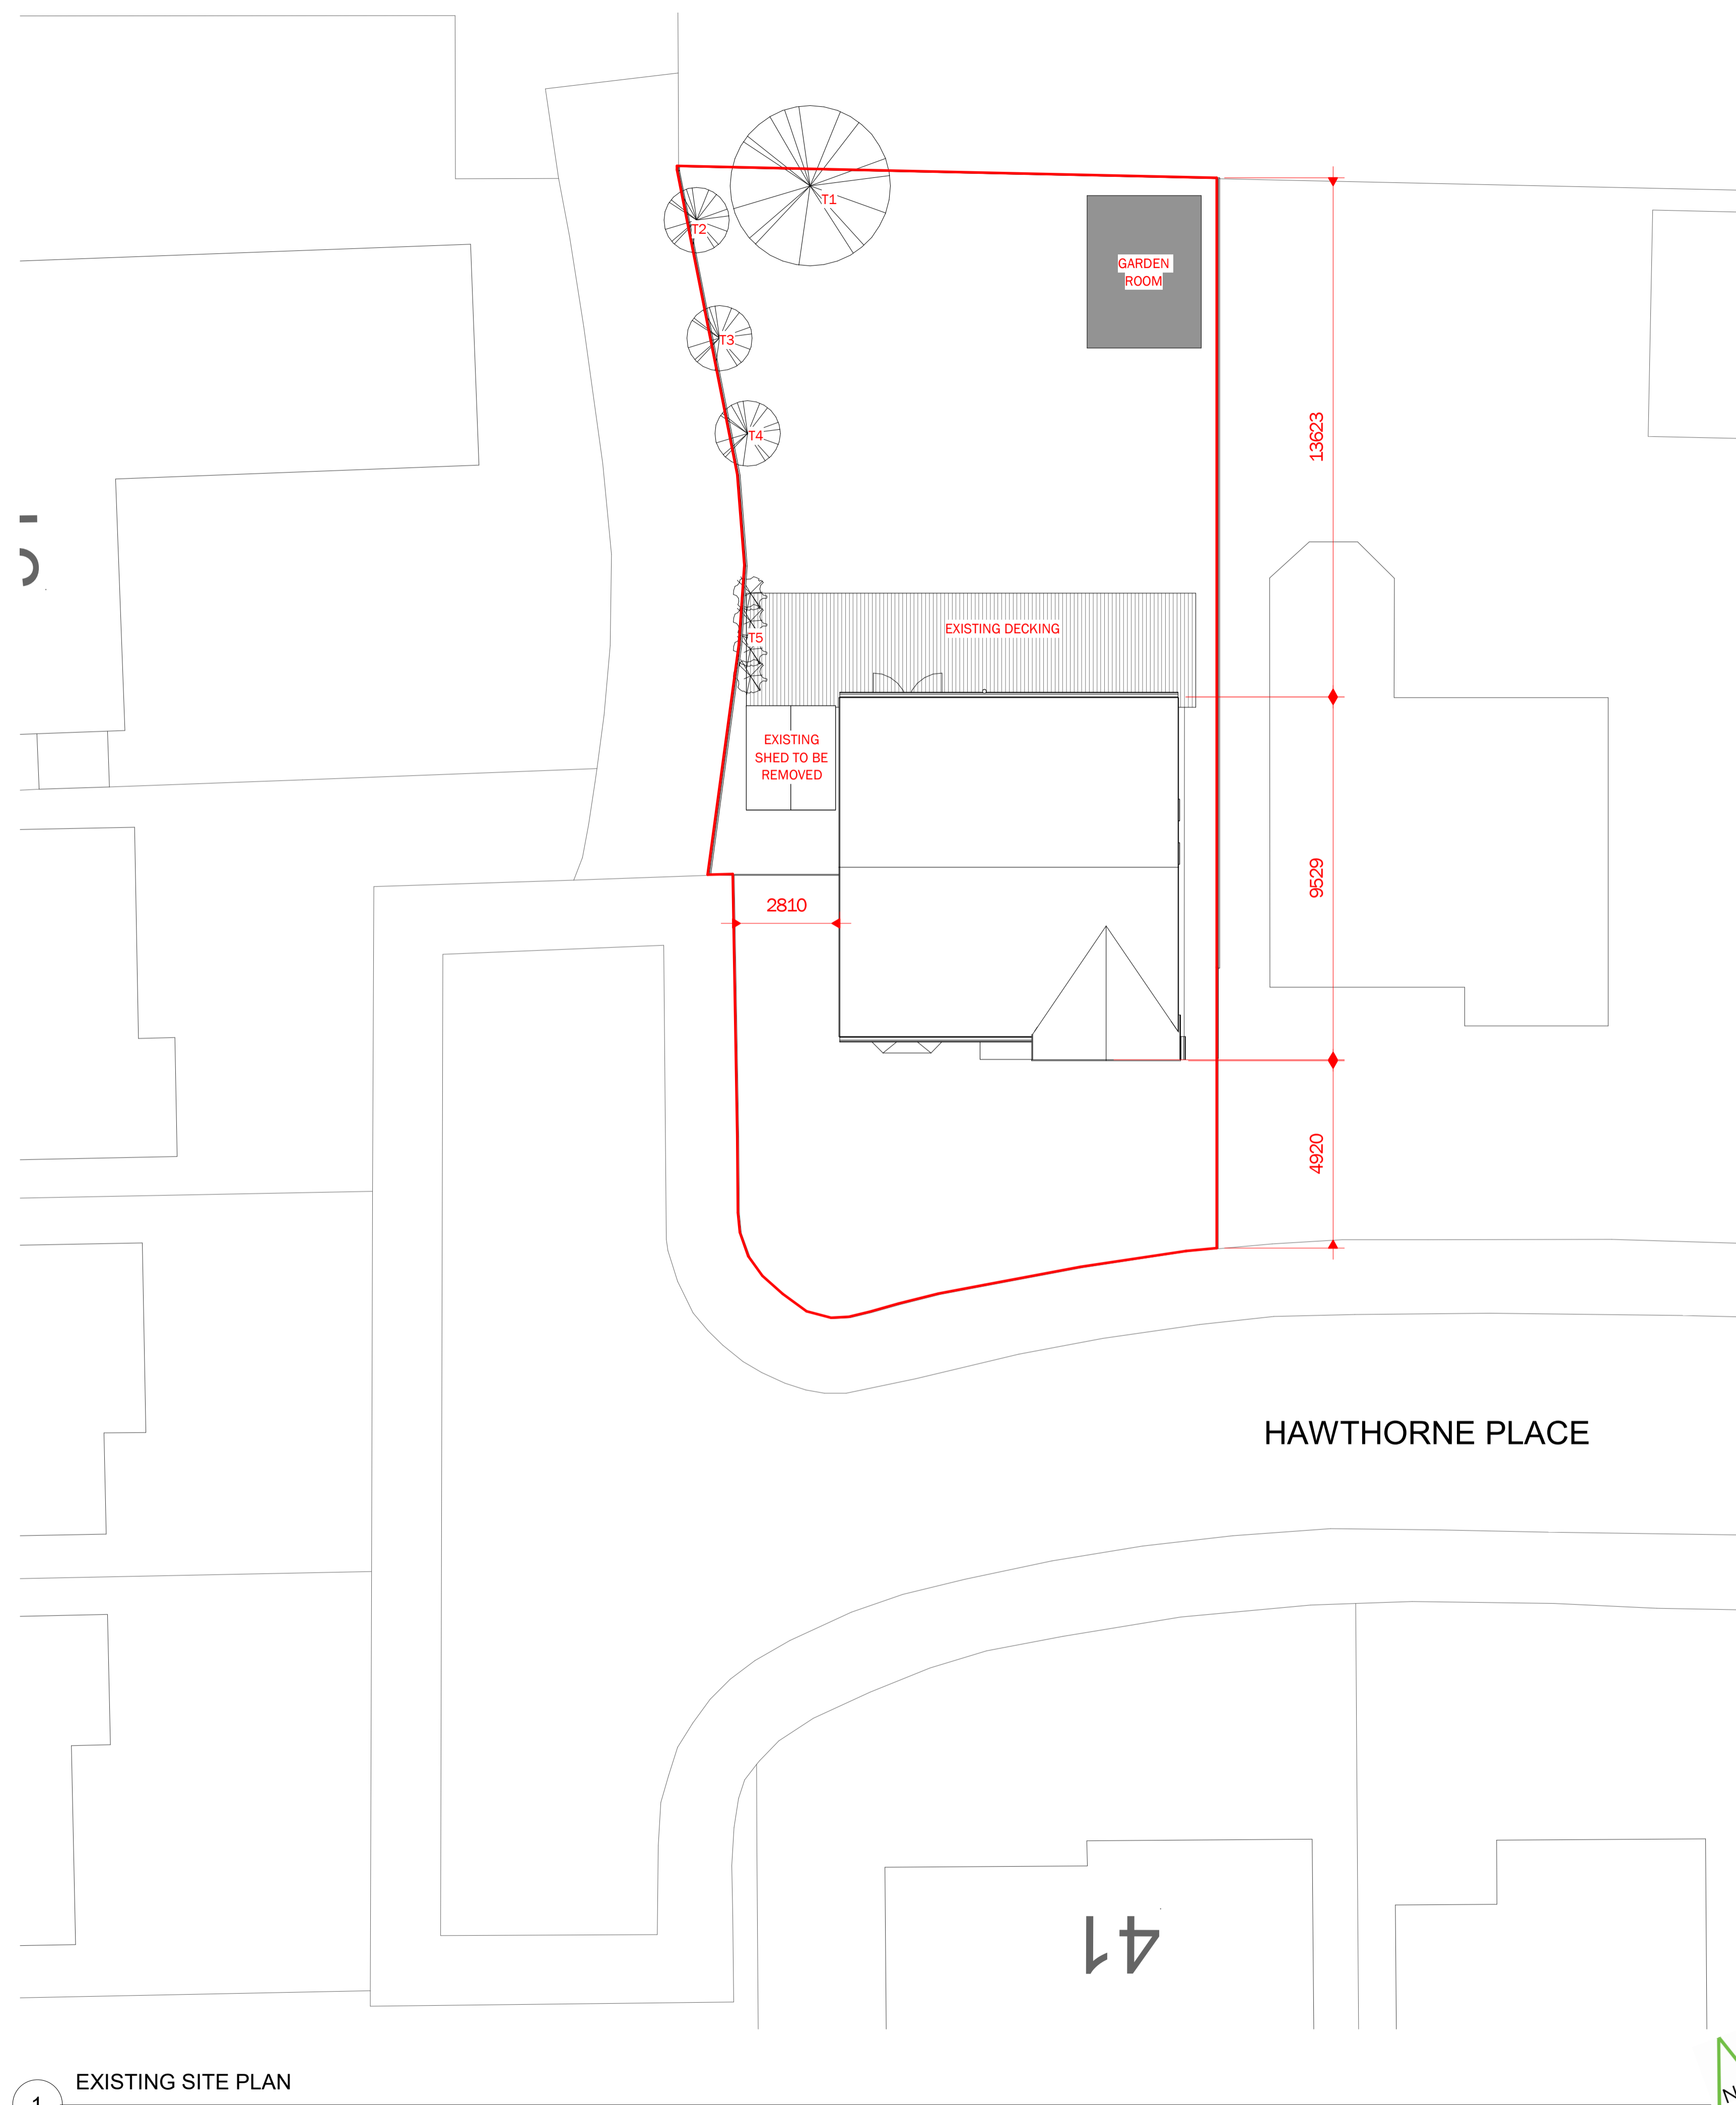 T1
T2
GARDEN
ROOM
T3
13623
T4
EXISTING DECKING
T5
EXISTING
SHED TO BE
REMOVED
9529
2810
4920
HAWTHORNE PLACE
41
EXISTING SITE PLAN
1
N